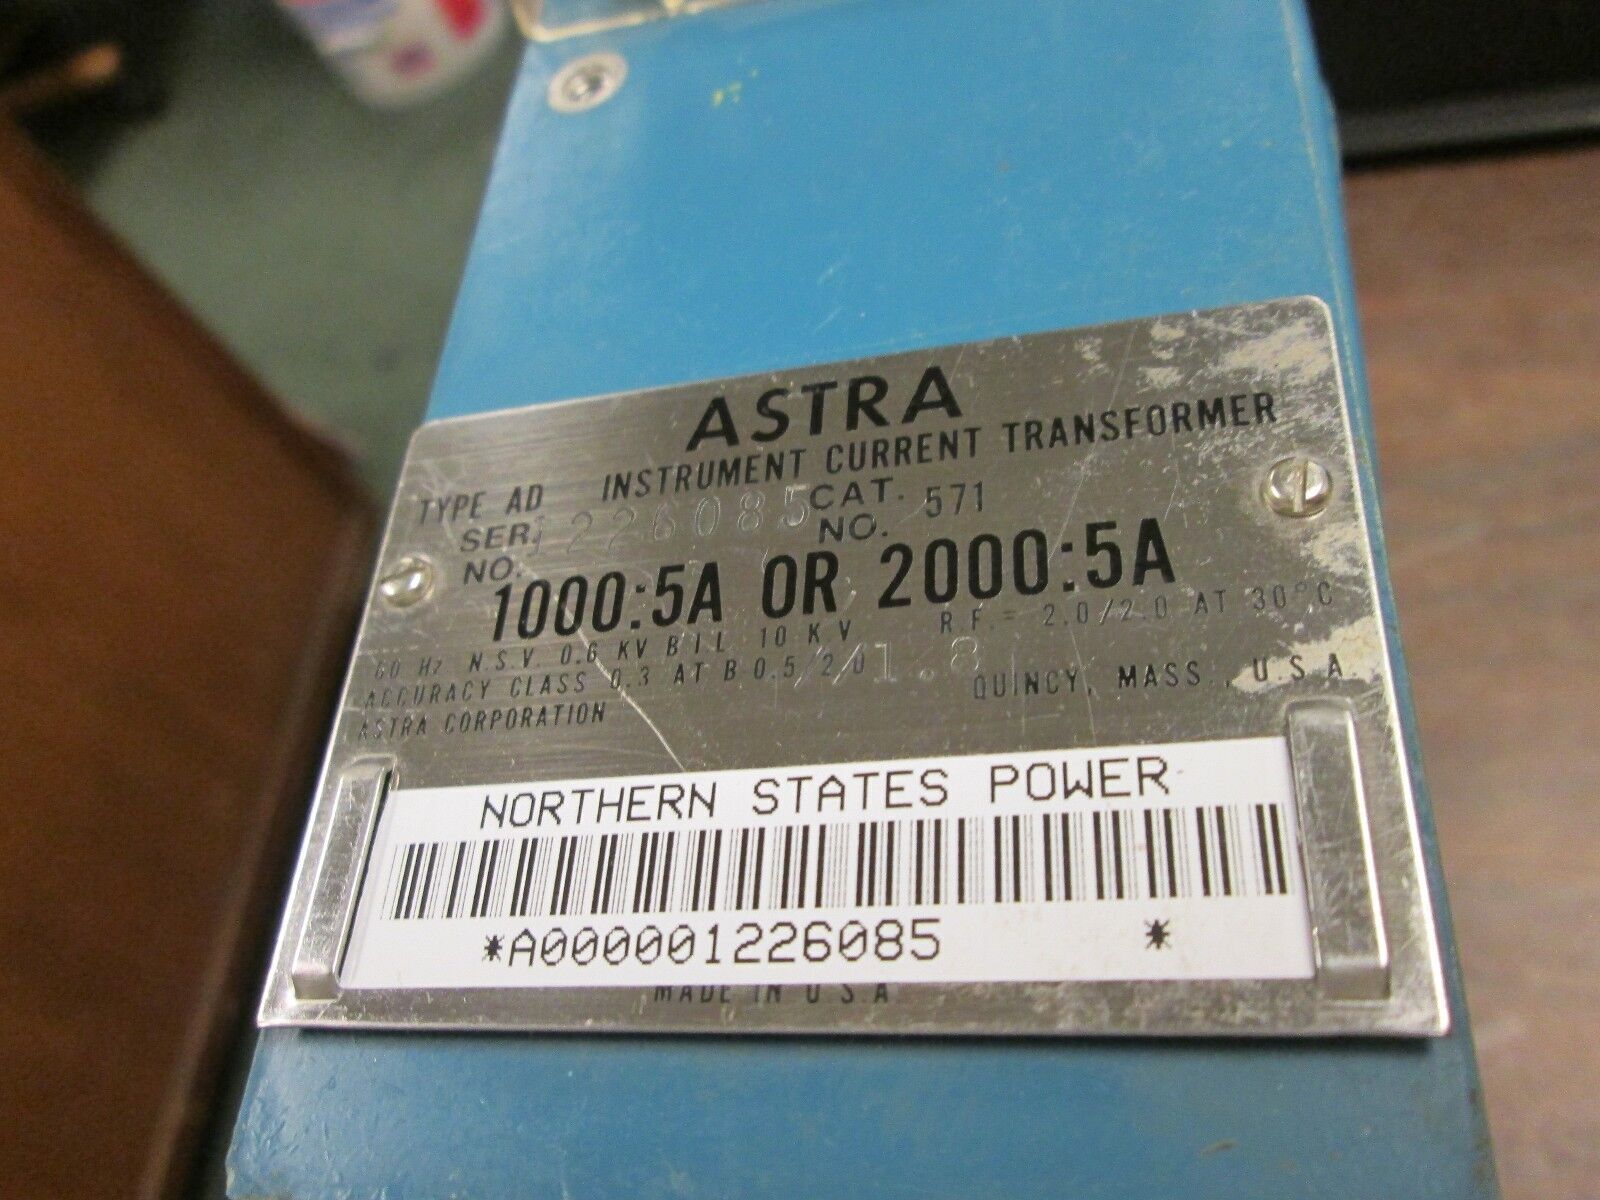 ASTRA
TYPE AD INSTRUMENT CURRENT TRANSFORMER
SER. NO. 1226085 CAT. NO. 571
1000:5A OR 2000:5A
60 Hz N.S.V. 0.6 KV B I L 10 KV R.F.= 2.0/2.0 AT 30°C
ACCURACY CLASS 0.3 AT B-0.5/2.0 //1.8
ASTRA CORPORATION QUINCY, MASS., U.S.A
NORTHERN STATES POWER
*A000001226085 *
MADE IN U.S.A